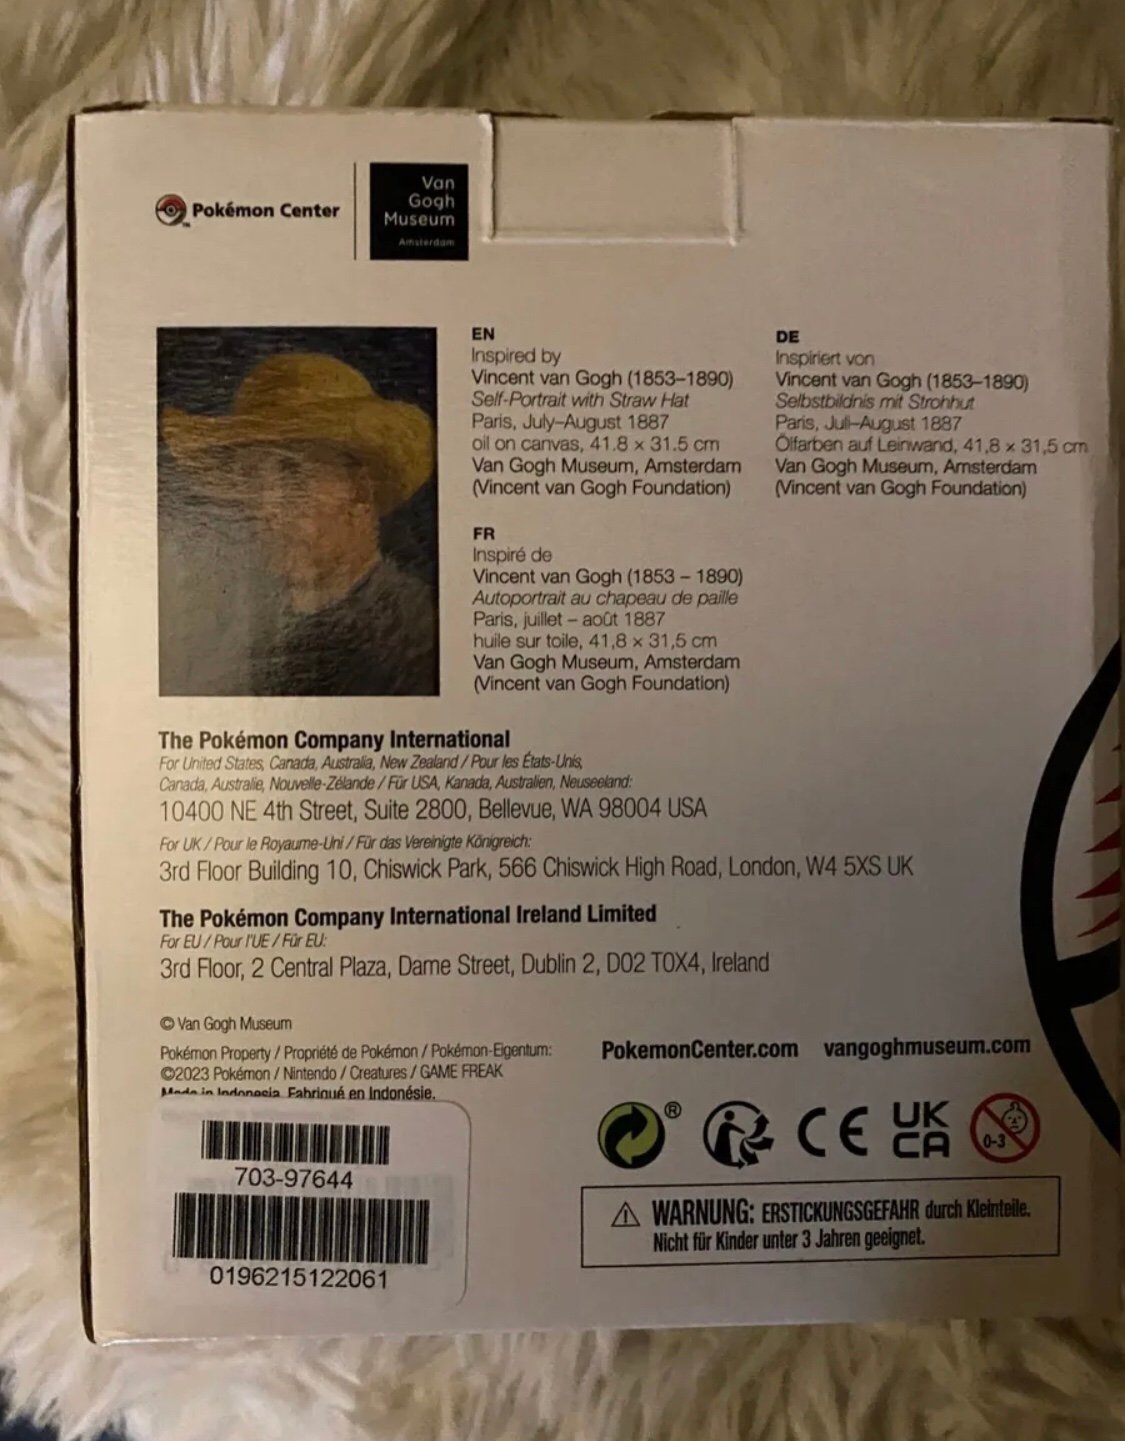 Pokémon Center
Van
Gogh
Museum
Amsterdam
EN
Inspired by
Vincent van Gogh (1853–1890)
Self-Portrait with Straw Hat
Paris, July–August 1887
oil on canvas, 41.8 × 31.5 cm
Van Gogh Museum, Amsterdam
(Vincent van Gogh Foundation)
DE
Inspiriert von
Vincent van Gogh (1853–1890)
Selbstbildnis mit Strohhut
Paris, Juli–August 1887
Ölfarben auf Leinwand, 41,8 × 31,5 cm
Van Gogh Museum, Amsterdam
(Vincent van Gogh Foundation)
FR
Inspiré de
Vincent van Gogh (1853 – 1890)
Autoportrait au chapeau de paille
Paris, juillet – août 1887
huile sur toile, 41,8 × 31,5 cm
Van Gogh Museum, Amsterdam
(Vincent van Gogh Foundation)
The Pokémon Company International
For United States, Canada, Australia, New Zealand / Pour les États-Unis,
Canada, Australie, Nouvelle-Zélande / Für USA, Kanada, Australien, Neuseeland:
10400 NE 4th Street, Suite 2800, Bellevue, WA 98004 USA
For UK / Pour le Royaume-Uni / Für das Vereinigte Königreich:
3rd Floor Building 10, Chiswick Park, 566 Chiswick High Road, London, W4 5XS UK
The Pokémon Company International Ireland Limited
For EU / Pour l'UE / Für EU:
3rd Floor, 2 Central Plaza, Dame Street, Dublin 2, D02 T0X4, Ireland
© Van Gogh Museum
Pokémon Property / Propriété de Pokémon / Pokémon-Eigentum:
©2023 Pokémon / Nintendo / Creatures / GAME FREAK
Made in Indonesia. Fabriqué en Indonésie.
703-97644
0196215122061
PokemonCenter.com vangoghmuseum.com
®
CE
UK
CA
0-3
WARNUNG: ERSTICKUNGSGEFAHR durch Kleinteile.
Nicht für Kinder unter 3 Jahren geeignet.